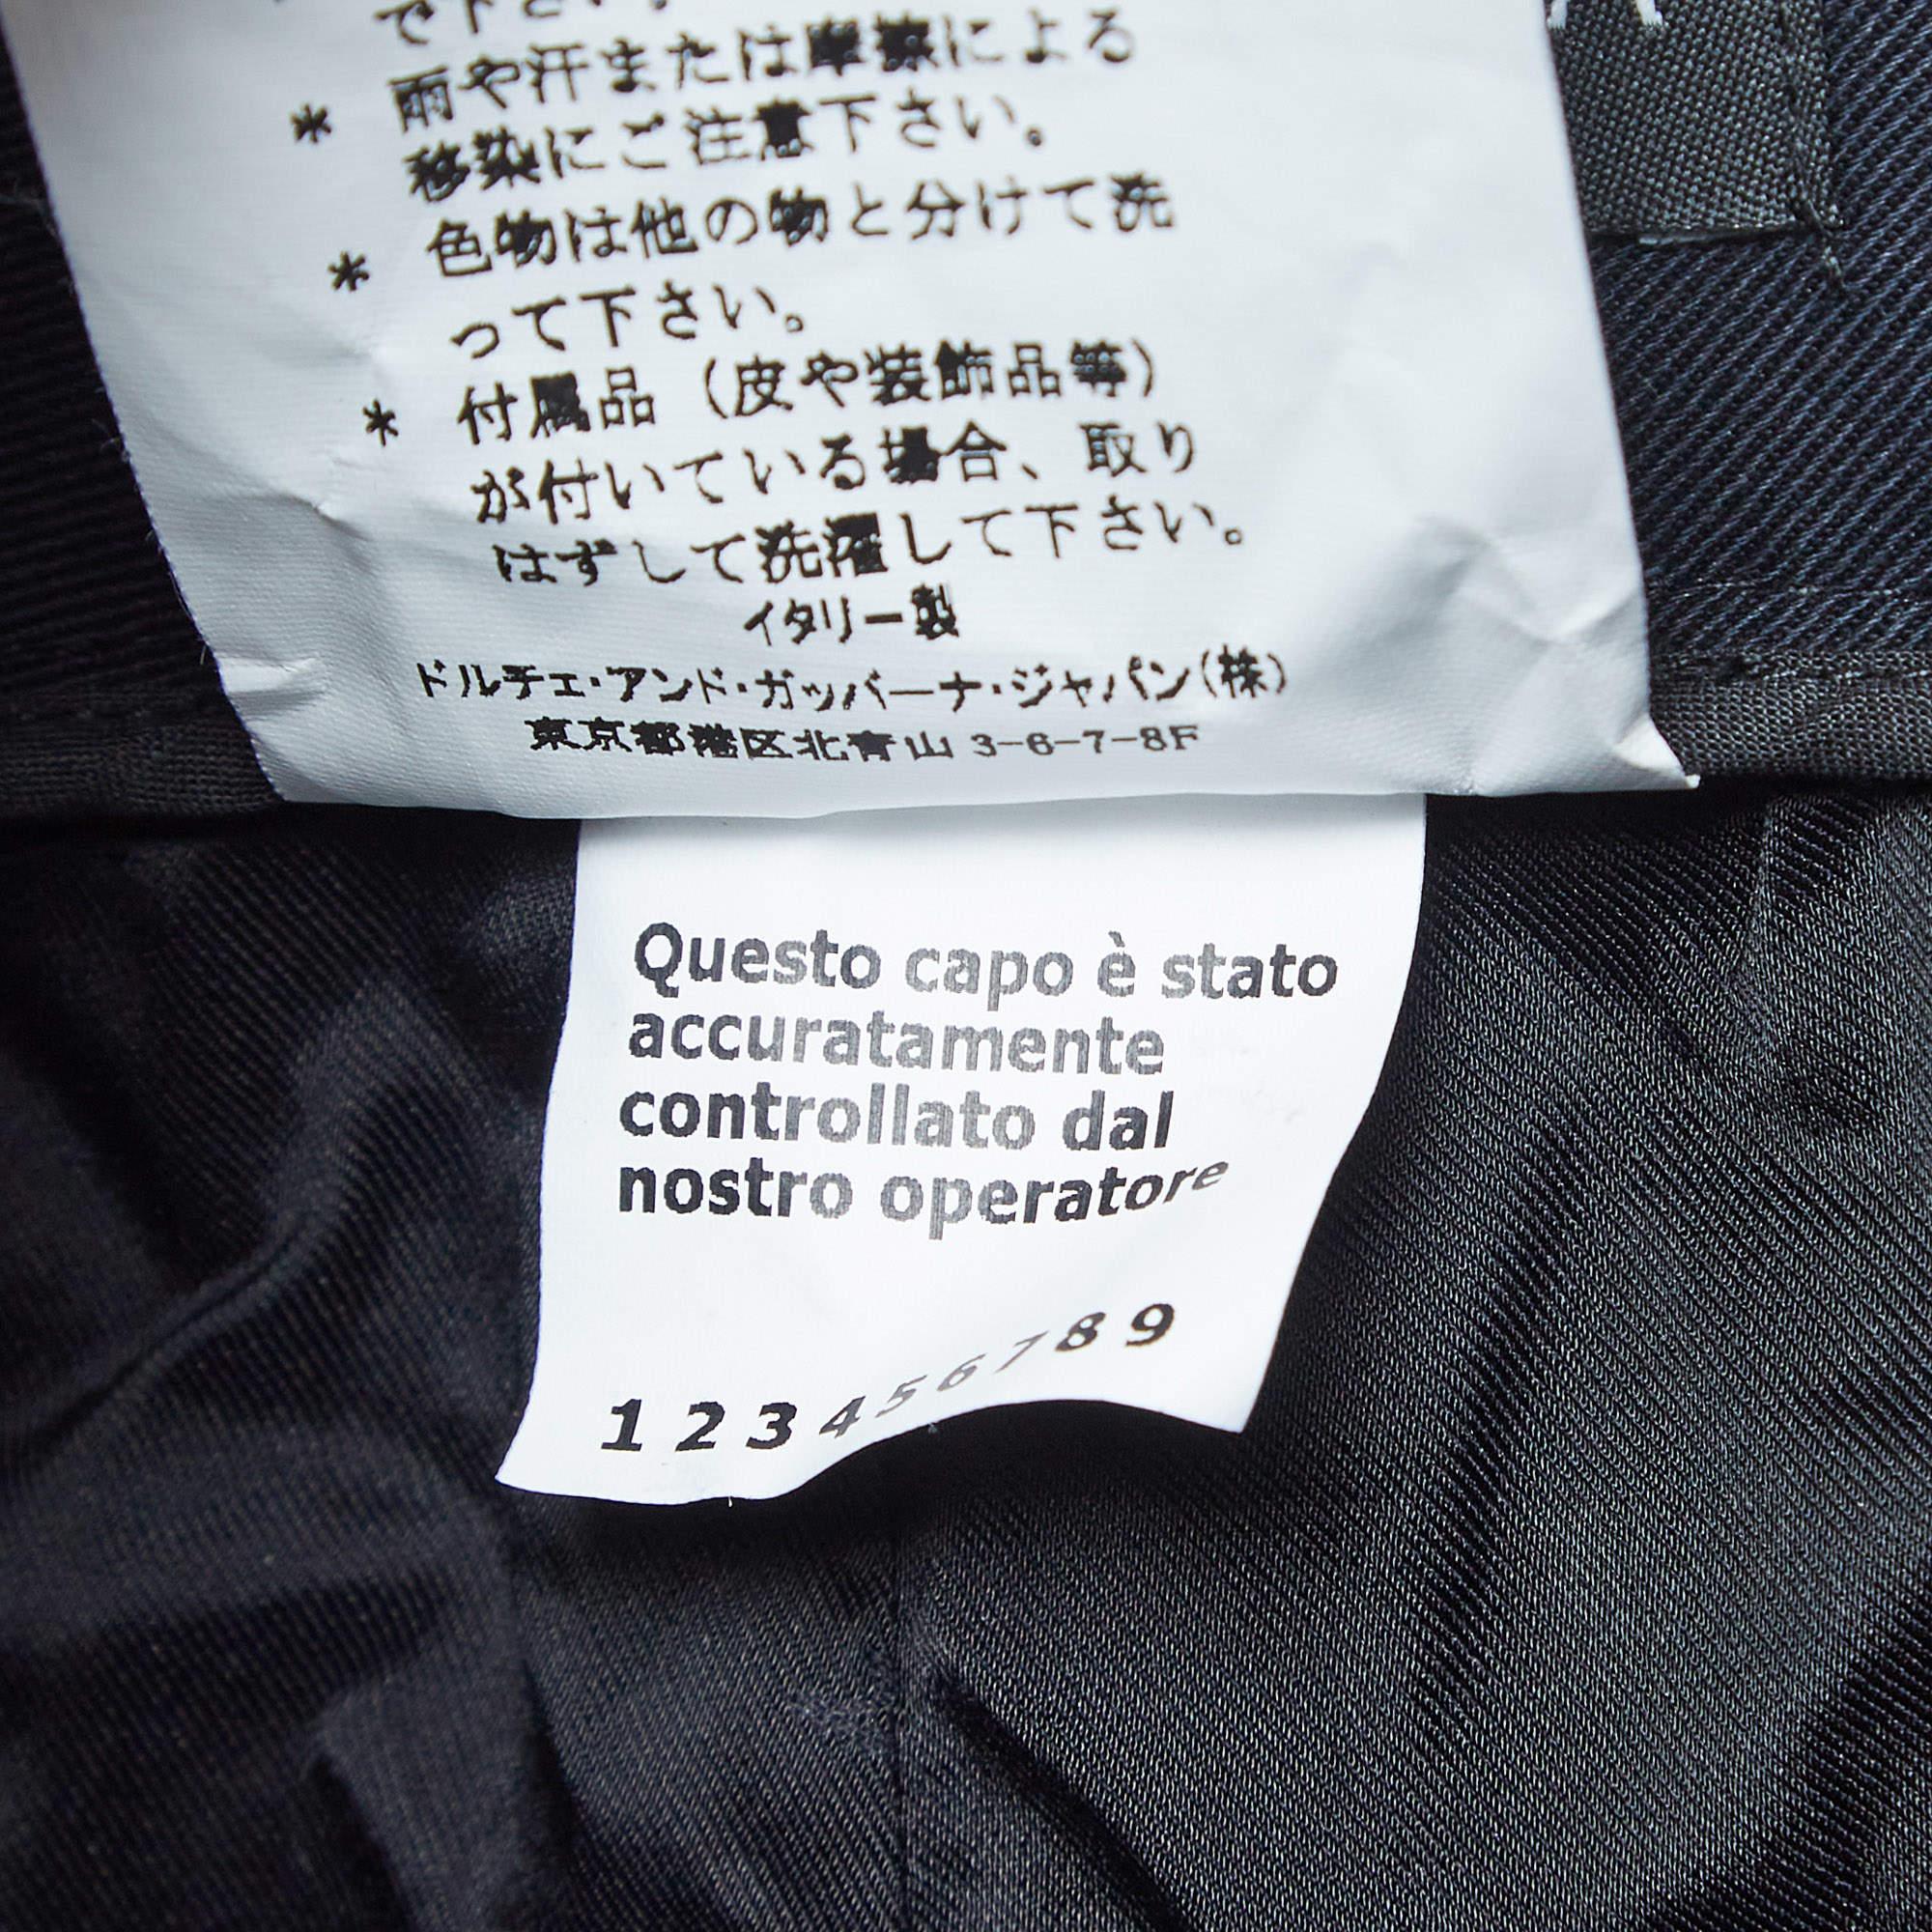 で下さい。
* 雨や汗または摩擦による
移染にご注意下さい。
* 色物は他の物と分けて洗
って下さい。
* 付属品（皮や装飾品等）
が付いている場合、取り
はずして洗濯して下さい。
イタリー製
ドルチェ・アンド・ガッバーナ・ジャパン(株)
東京都港区北青山 3-6-7-8F
Questo capo è stato
accuratamente
controllato dal
nostro operatore
1 2 3 4 5 6 7 8 9